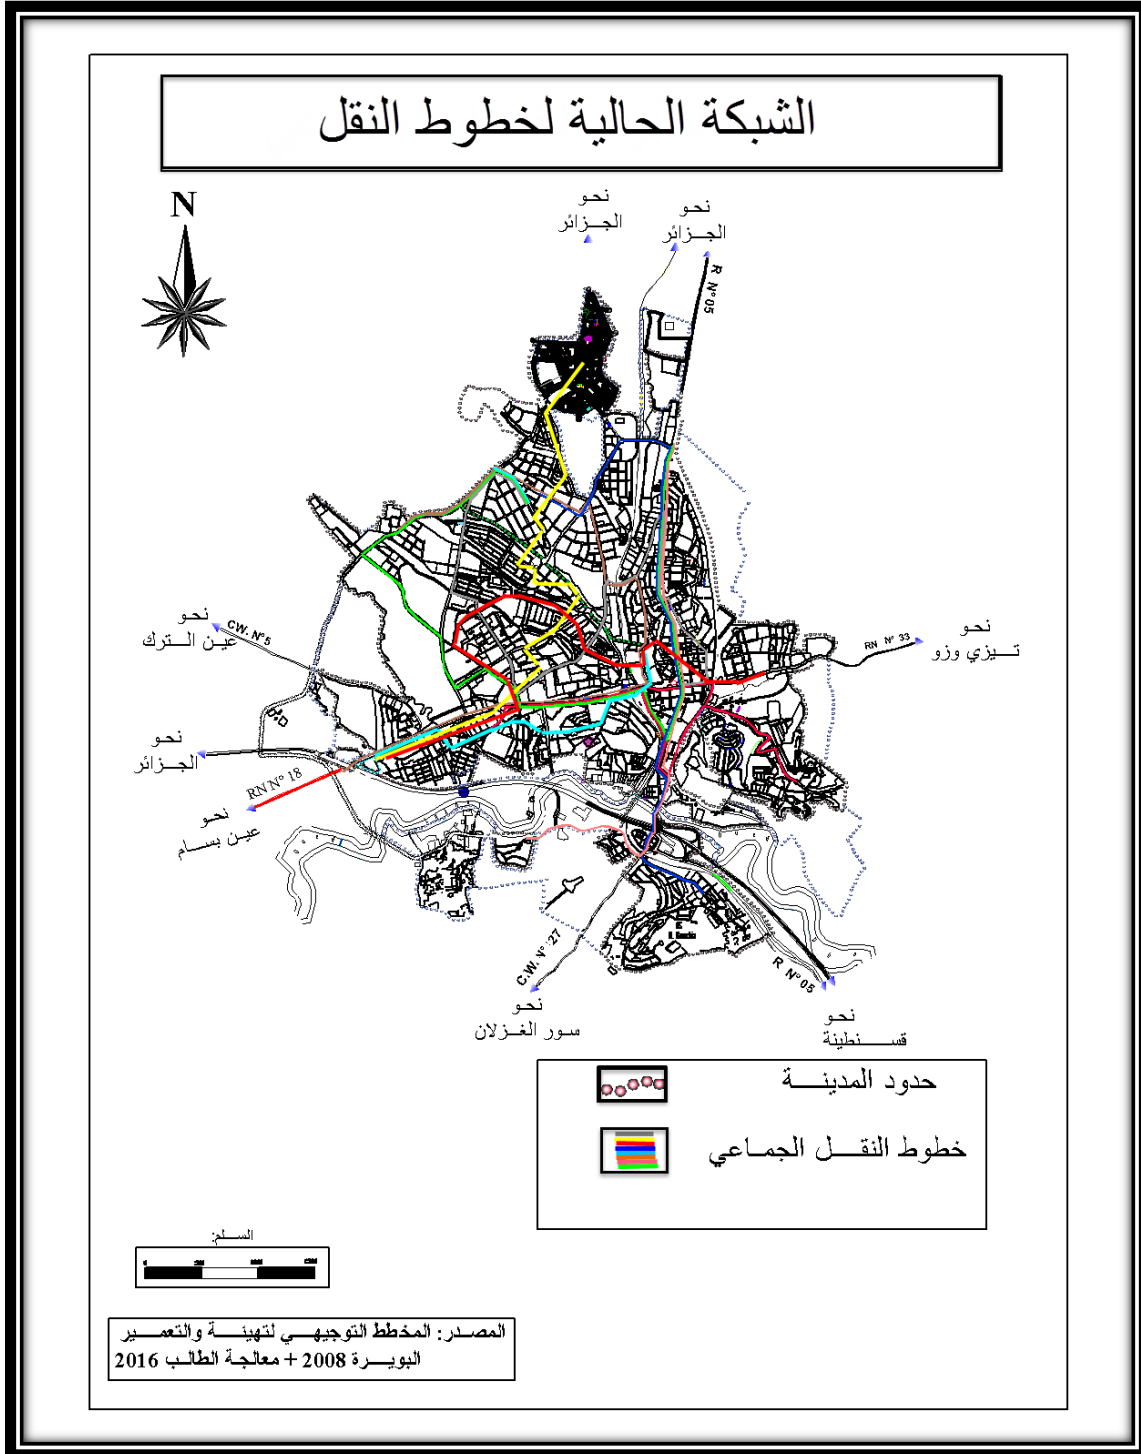 الشبكة الحالية لخطوط النقل
N
نحو
الجزائر
نحو
الجزائر
R N°05
نحو
عين الترك
CW. N°5
RN N° 33
نحو
تيزي وزو
نحو
الجزائر
RN N° 18
نحو
عين بسام
C.W. N° 27
نحو
سور الغزلان
R N° 05
نحو
قسنطينة
حدود المدينة
خطوط النقل الجماعي
السلم:
0
المصدر: المخطط التوجيهي لتهيئة والتعمير
البويرة 2008 + معالجة الطالب 2016